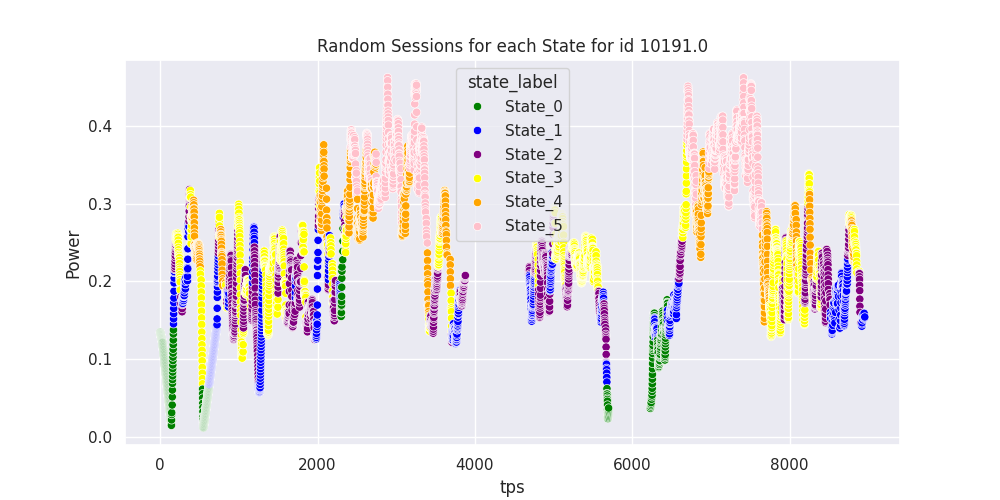 Random Sessions for each State for id 10191.0
state_label
State_0
State_1
State_2
State_3
State_4
State_5
Power
0.4
0.3
0.2
0.1
0.0
0
2000
4000
6000
8000
tps